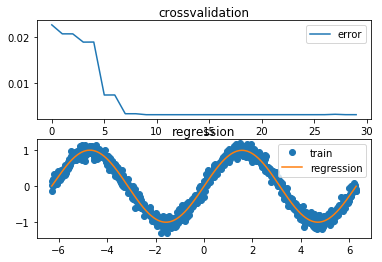 crossvalidation
0.02
0.01
error
0 5 10 15 20 25 30
regression
1
0
−1
train
regression
−6 −4 −2 0 2 4 6